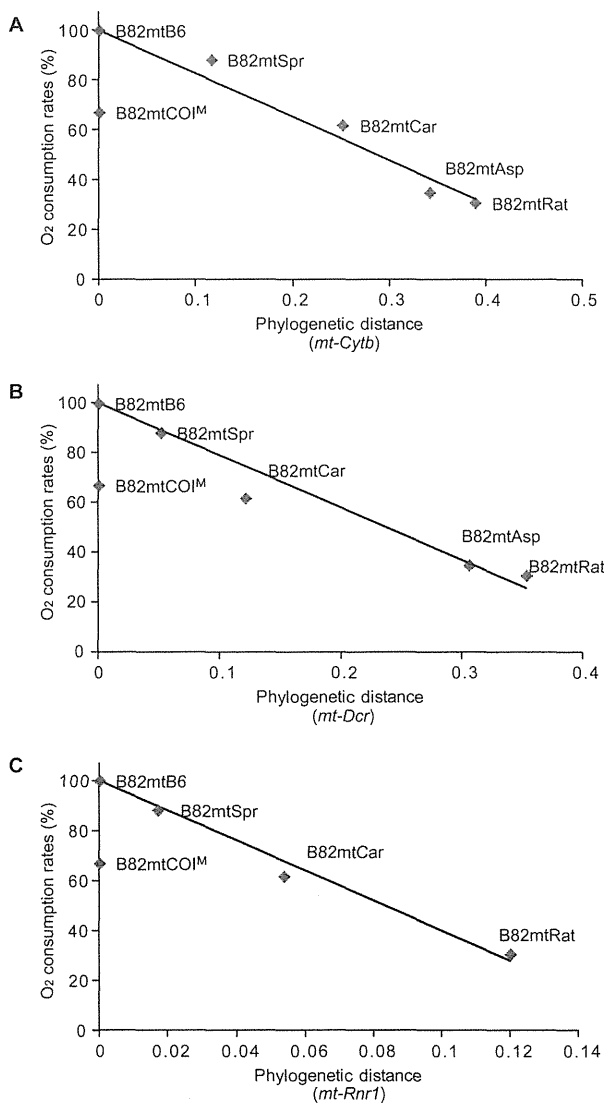 A
O₂ consumption rates (%)
100
80
60
40
20
0
B82mtB6
B82mtSpr
B82mtCOIᴹ
B82mtCar
B82mtAsp
B82mtRat
0 0.1 0.2 0.3 0.4 0.5
Phylogenetic distance
(mt-Cytb)
B
O₂ consumption rates (%)
100
80
60
40
20
0
B82mtB6
B82mtSpr
B82mtCar
B82mtCOIᴹ
B82mtAsp
B82mtRat
0 0.1 0.2 0.3 0.4
Phylogenetic distance
(mt-Dcr)
C
O₂ consumption rates (%)
100
80
60
40
20
0
B82mtB6
B82mtSpr
B82mtCar
B82mtCOIᴹ
B82mtRat
0 0.02 0.04 0.06 0.08 0.10 0.12 0.14
Phylogenetic distance
(mt-Rnr1)